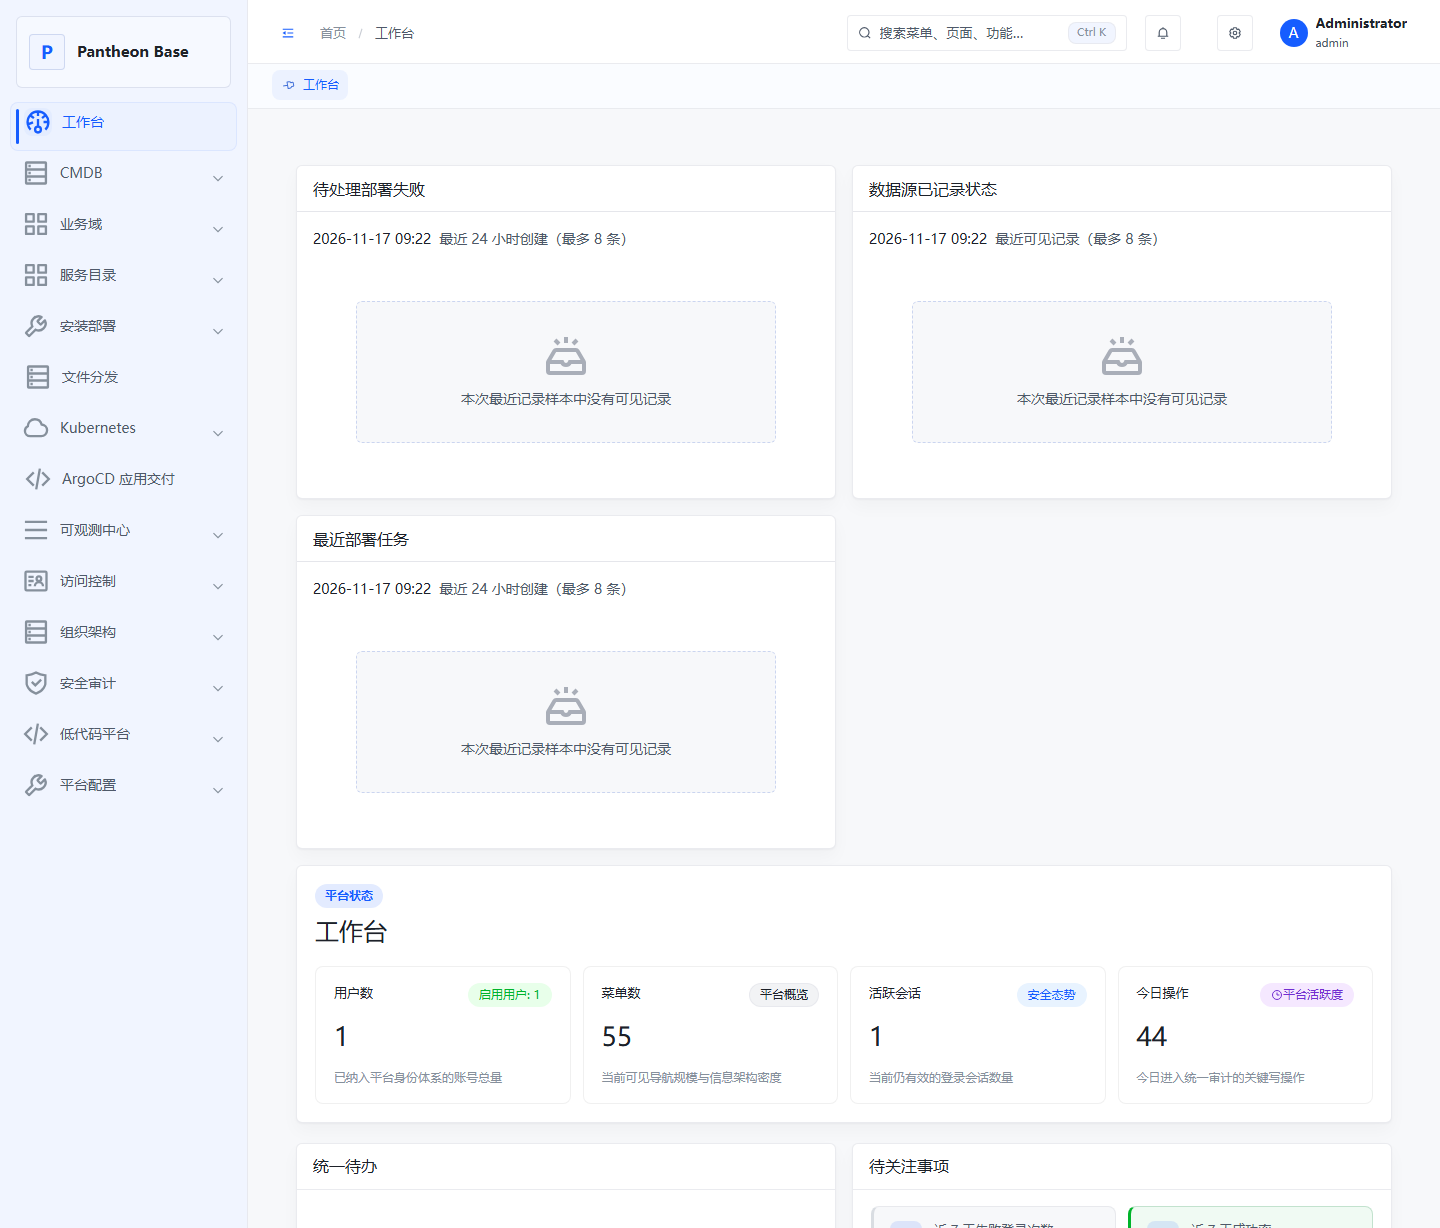 P
Pantheon Base
工作台
CMDB
业务域
服务目录
安装部署
文件分发
Kubernetes
ArgoCD 应用交付
可观测中心
访问控制
组织架构
安全审计
低代码平台
平台配置
首页 / 工作台
搜索菜单、页面、功能... Ctrl K
A
Administrator
admin
工作台
待处理部署失败
2026-11-17 09:22 最近 24 小时创建（最多 8 条）
本次最近记录样本中没有可见记录
数据源已记录状态
2026-11-17 09:22 最近可见记录（最多 8 条）
本次最近记录样本中没有可见记录
最近部署任务
2026-11-17 09:22 最近 24 小时创建（最多 8 条）
本次最近记录样本中没有可见记录
平台状态
工作台
用户数 启用用户: 1
1
已纳入平台身份体系的账号总量
菜单数 平台概览
55
当前可见导航规模与信息架构密度
活跃会话 安全态势
1
当前仍有效的登录会话数量
今日操作 平台活跃度
44
今日进入统一审计的关键写操作
统一待办
待关注事项
近 7 天失败登录次数
近 7 天成功率